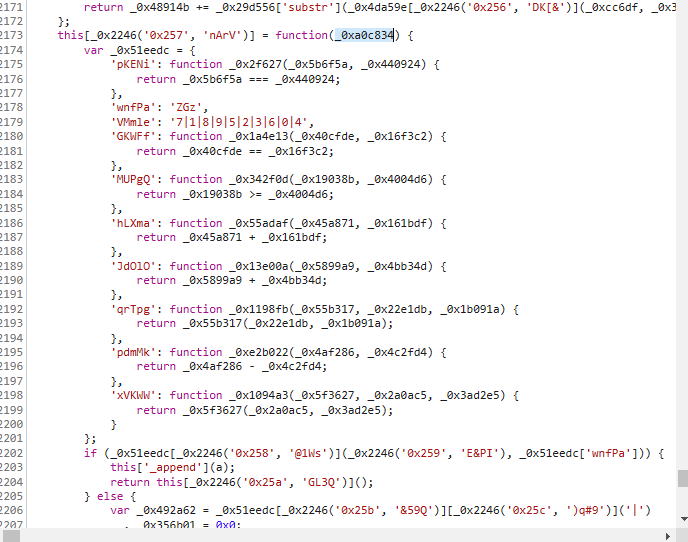 2171 return _0x48914b += _0x29d556['substr'](_0x4da59e[_0x2246('0x256', 'DK[&')](_0xcc6df, _0x3
2172 };
2173 this[_0x2246('0x257', 'nArV')] = function(_0xa0c834) {
2174 var _0x51eedc = {
2175 'pKENi': function _0x2f627(_0x5b6f5a, _0x440924) {
2176 return _0x5b6f5a === _0x440924;
2177 },
2178 'wnfPa': 'ZGz',
2179 'VMmle': '7|1|8|9|5|2|3|6|0|4',
2180 'GKWFf': function _0x1a4e13(_0x40cfde, _0x16f3c2) {
2181 return _0x40cfde == _0x16f3c2;
2182 },
2183 'MUPgQ': function _0x342f0d(_0x19038b, _0x4004d6) {
2184 return _0x19038b >= _0x4004d6;
2185 },
2186 'hLXma': function _0x55adaf(_0x45a871, _0x161bdf) {
2187 return _0x45a871 + _0x161bdf;
2188 },
2189 'JdOlO': function _0x13e00a(_0x5899a9, _0x4bb34d) {
2190 return _0x5899a9 + _0x4bb34d;
2191 },
2192 'qrTpg': function _0x1198fb(_0x55b317, _0x22e1db, _0x1b091a) {
2193 return _0x55b317(_0x22e1db, _0x1b091a);
2194 },
2195 'pdmMk': function _0xe2b022(_0x4af286, _0x4c2fd4) {
2196 return _0x4af286 - _0x4c2fd4;
2197 },
2198 'xVKWW': function _0x1094a3(_0x5f3627, _0x2a0ac5, _0x3ad2e5) {
2199 return _0x5f3627(_0x2a0ac5, _0x3ad2e5);
2200 }
2201 };
2202 if (_0x51eedc[_0x2246('0x258', '@1Ws')](_0x2246('0x259', 'E&PI'), _0x51eedc['wnfPa'])) {
2203 this['_append'](a);
2204 return this[_0x2246('0x25a', 'GL3Q')]();
2205 } else {
2206 var _0x492a62 = _0x51eedc[_0x2246('0x25b', '&59Q')][_0x2246('0x25c', ')q#9')]('|')
2207 , _0x356b01 = 0x0;